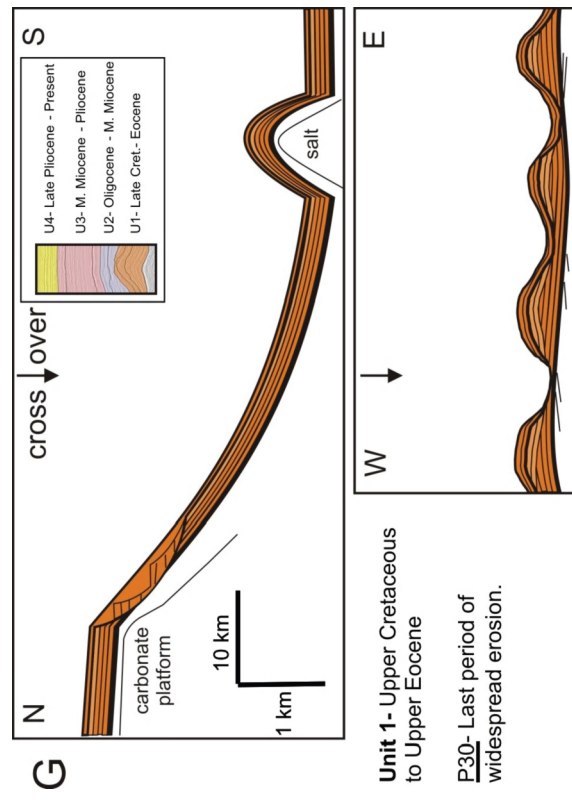 G
N
S
cross over
U4- Late Pliocene - Present
U3- M. Miocene - Pliocene
U2- Oligocene - M. Miocene
U1- Late Cret.- Eocene
carbonate
platform
10 km
1 km
salt
Unit 1- Upper Cretaceous
to Upper Eocene
P30- Last period of
widespread erosion.
W
E